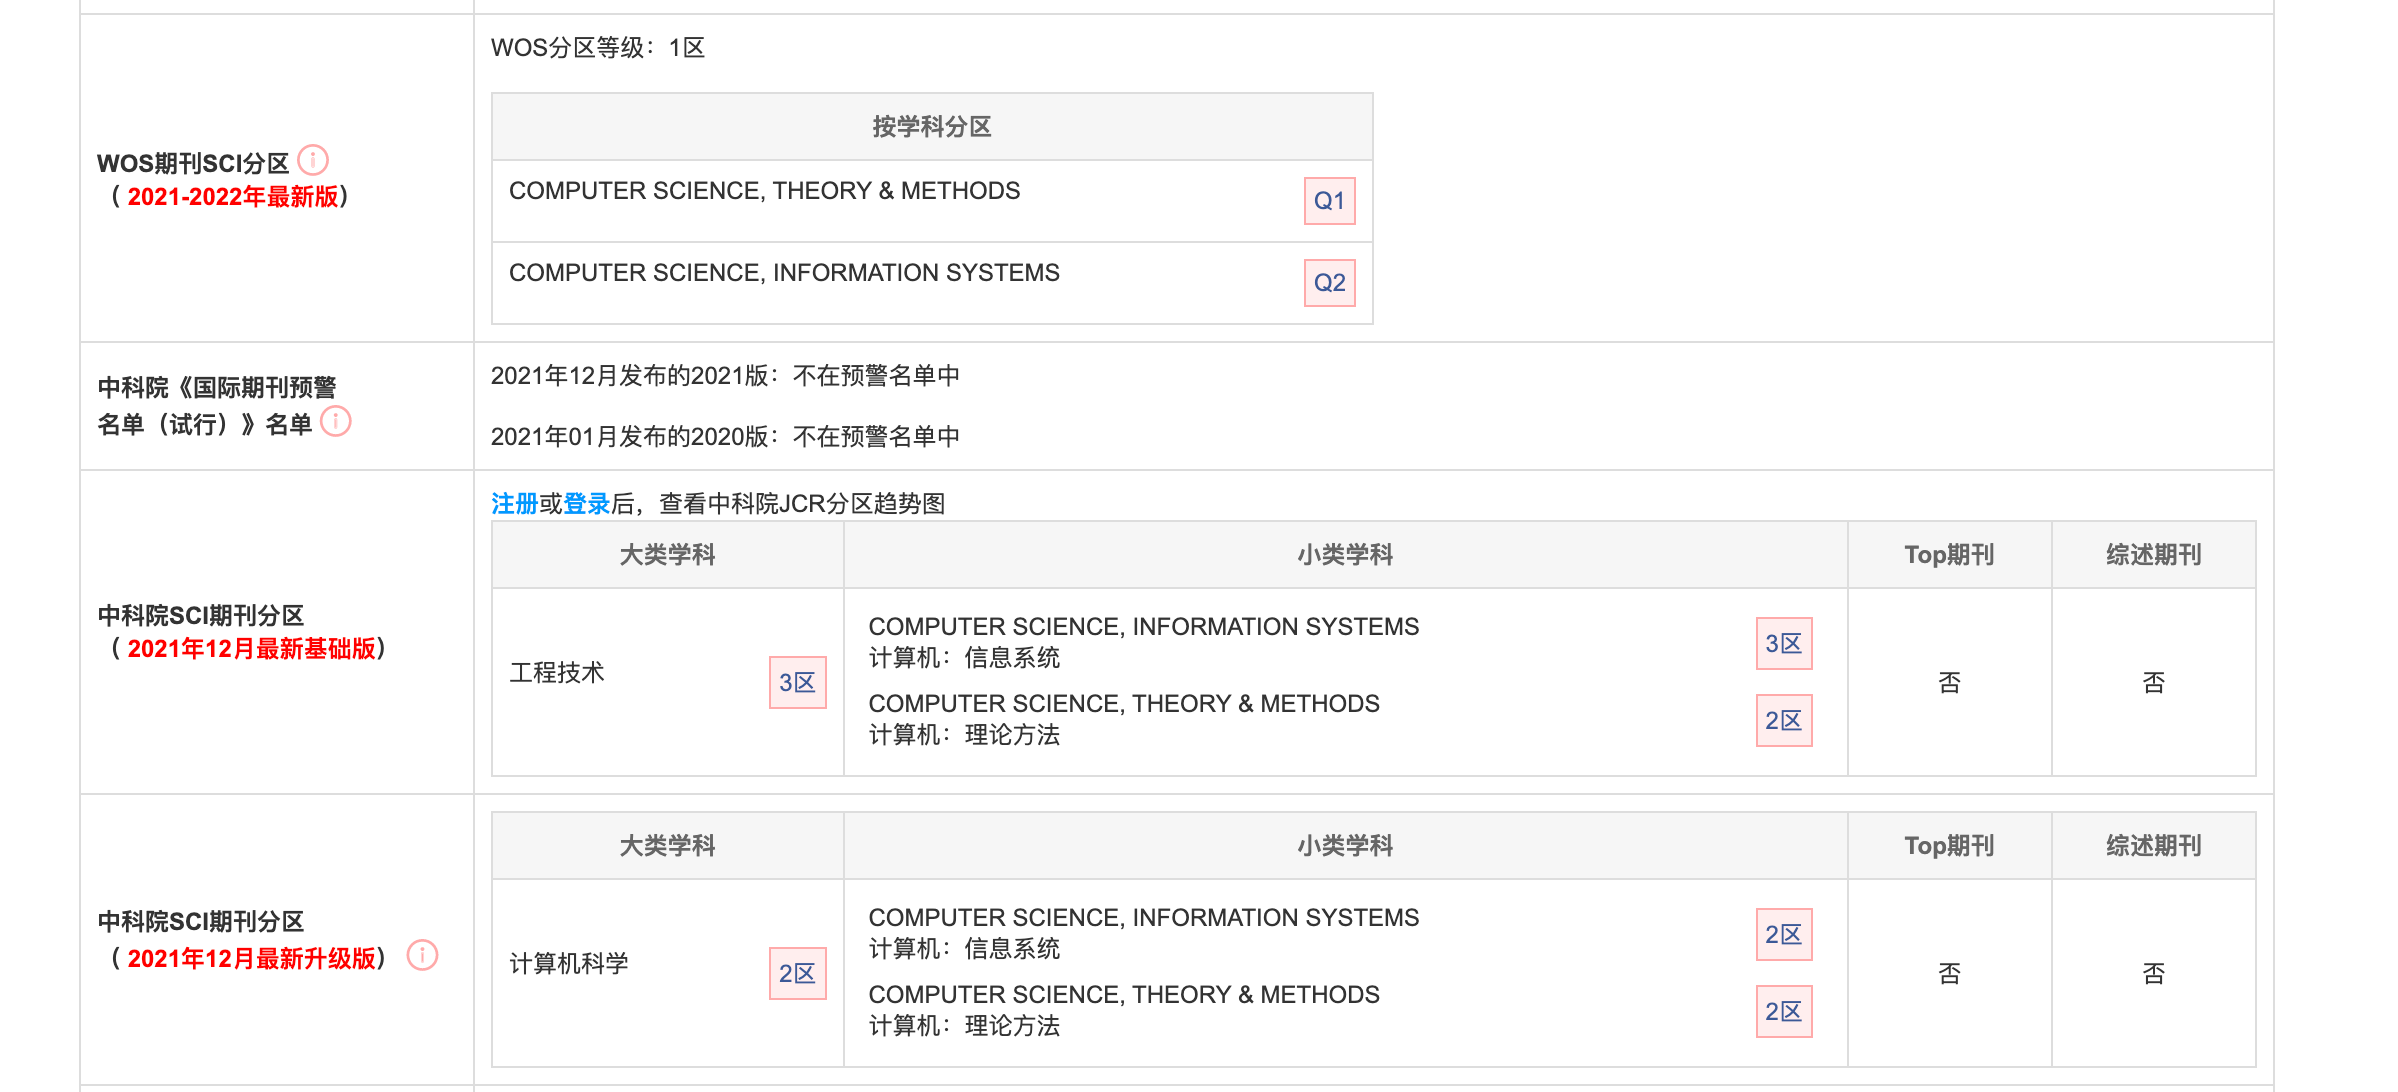 WOS期刊SCI分区
（ 2021-2022年最新版）
WOS分区等级：1区
按学科分区
COMPUTER SCIENCE, THEORY & METHODS Q1
COMPUTER SCIENCE, INFORMATION SYSTEMS Q2
中科院《国际期刊预警
名单（试行）》名单
2021年12月发布的2021版：不在预警名单中
2021年01月发布的2020版：不在预警名单中
中科院SCI期刊分区
（ 2021年12月最新基础版）
注册或登录后，查看中科院JCR分区趋势图
大类学科 小类学科 Top期刊 综述期刊
工程技术 3区
COMPUTER SCIENCE, INFORMATION SYSTEMS
计算机：信息系统
3区
COMPUTER SCIENCE, THEORY & METHODS
计算机：理论方法
2区
否
否
中科院SCI期刊分区
（ 2021年12月最新升级版）
大类学科 小类学科 Top期刊 综述期刊
计算机科学 2区
COMPUTER SCIENCE, INFORMATION SYSTEMS
计算机：信息系统
2区
COMPUTER SCIENCE, THEORY & METHODS
计算机：理论方法
2区
否
否